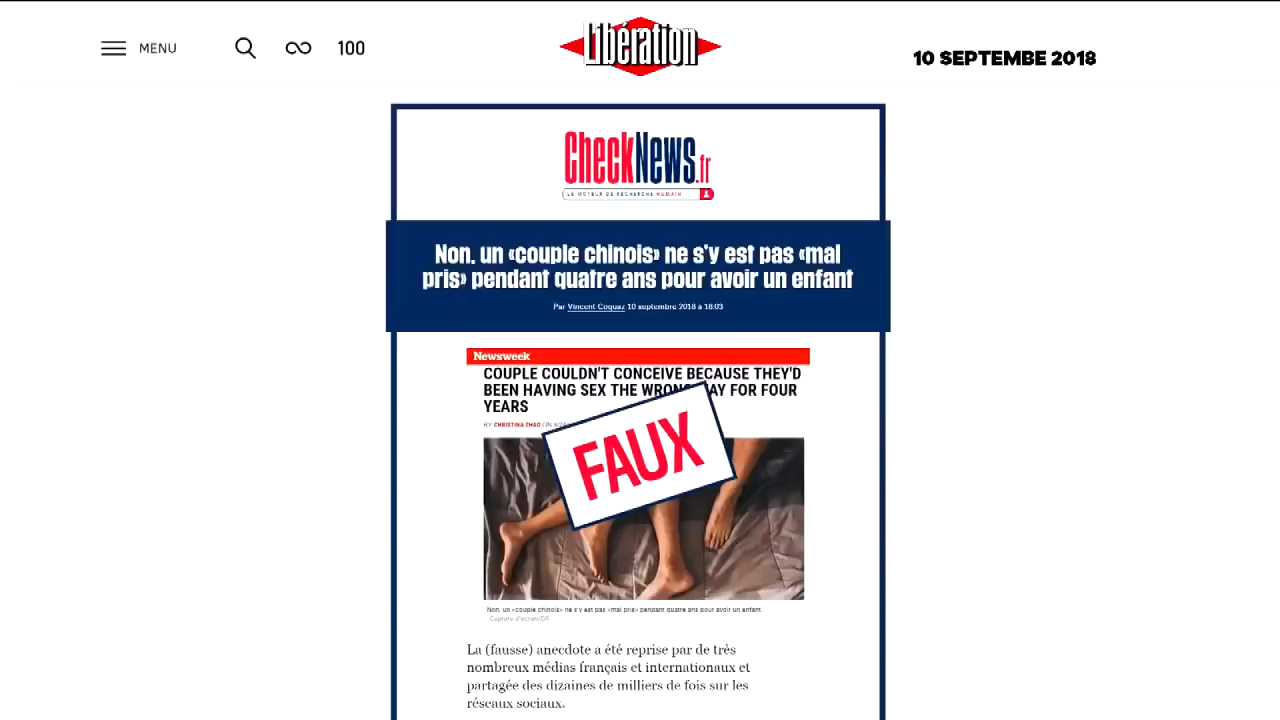 MENU
100
Libération
10 SEPTEMBE 2018
CheckNews.fr
LE MOTEUR DE RECHERCHE HUMAIN
Non, un «couple chinois» ne s'y est pas «mal
pris» pendant quatre ans pour avoir un enfant
Par Vincent Coquaz 10 septembre 2018 à 18:03
Newsweek
COUPLE COULDN'T CONCEIVE BECAUSE THEY'D
BEEN HAVING SEX THE WRONG WAY FOR FOUR
YEARS
BY CHRISTINA ZHAO ON
FAUX
Non, un «couple chinois» ne s'y est pas «mal pris» pendant quatre ans pour avoir un enfant
Capture d'écran/DR
La (fausse) anecdote a été reprise par de très
nombreux médias français et internationaux et
partagée des dizaines de milliers de fois sur les
réseaux sociaux.